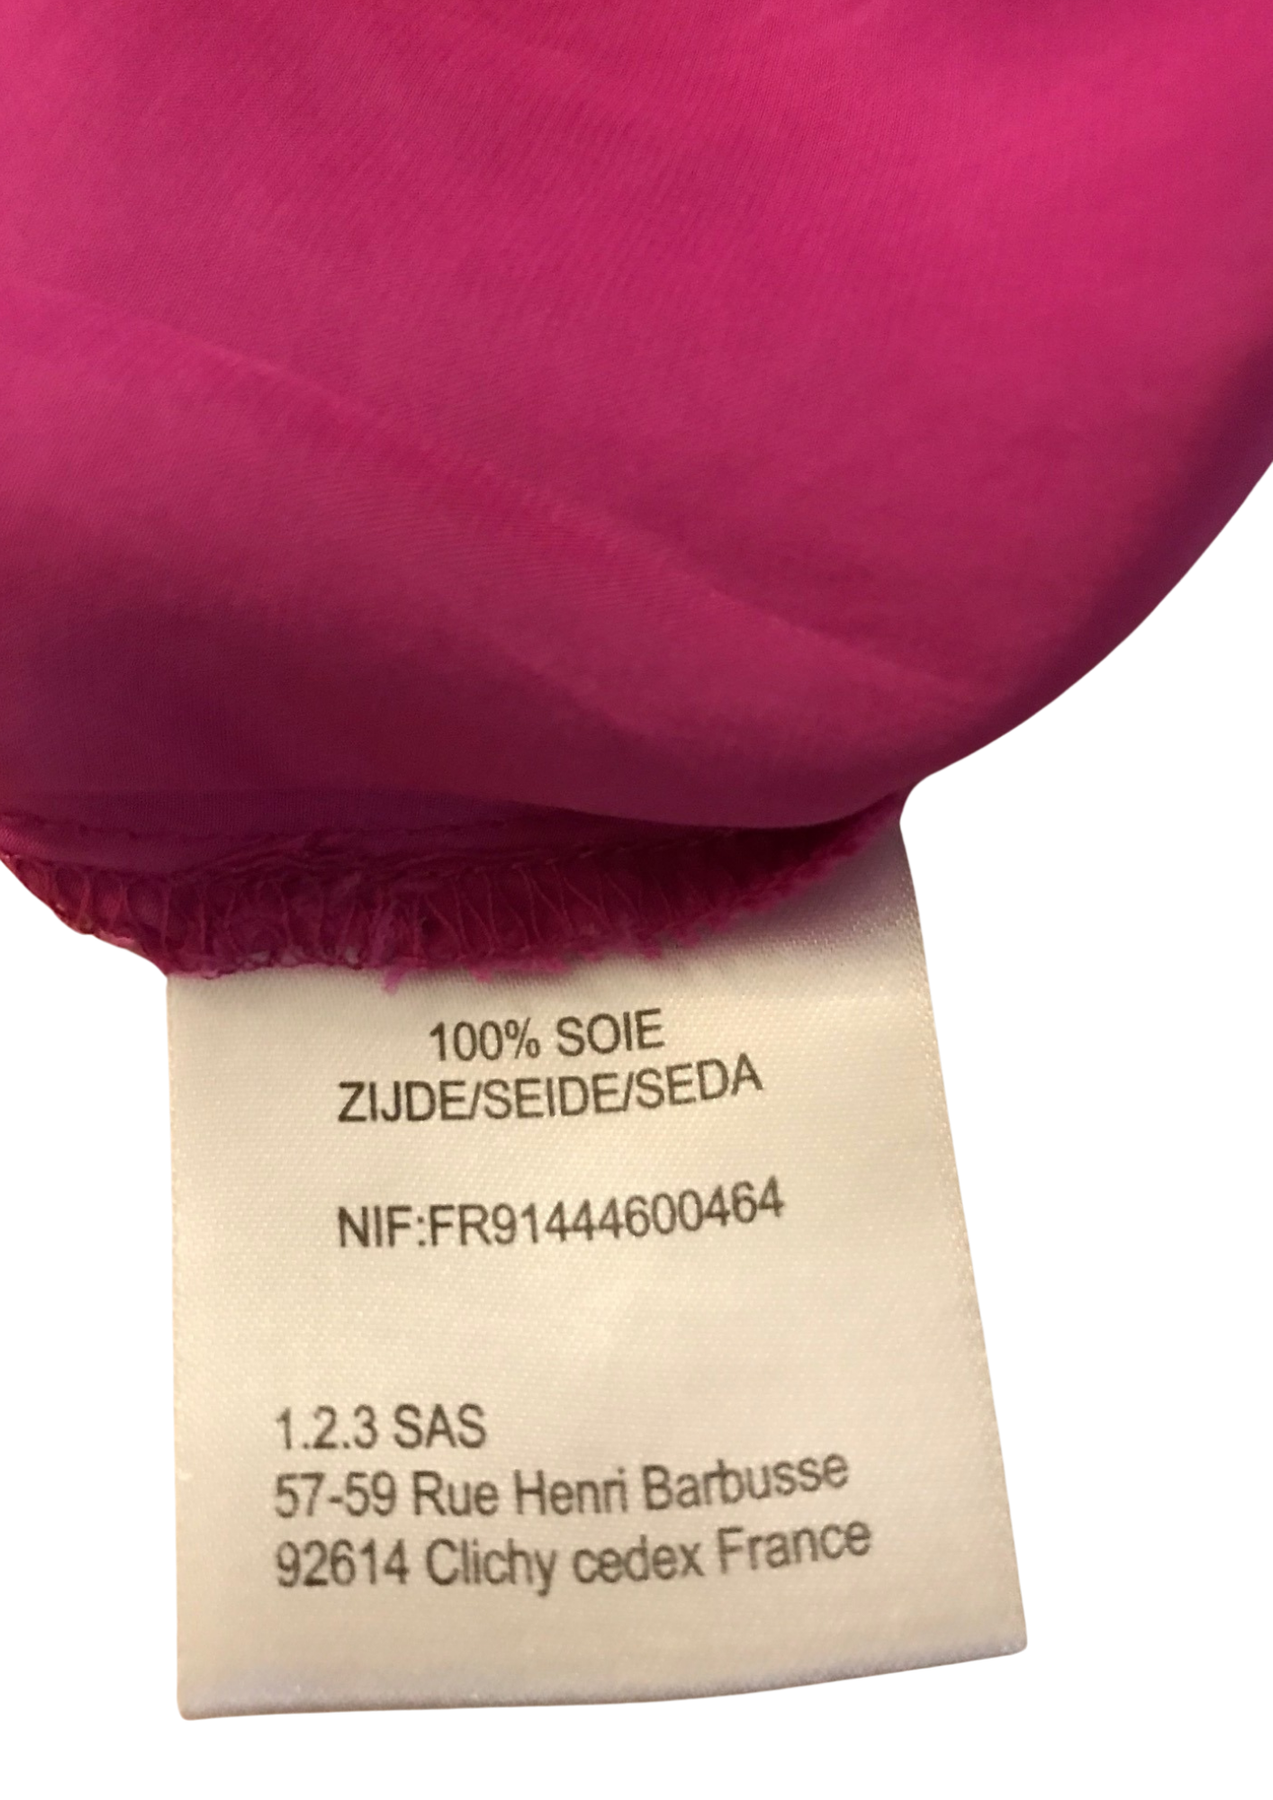 100% SOIE
ZIJDE/SEIDE/SEDA
NIF:FR91444600464
1.2.3 SAS
57-59 Rue Henri Barbusse
92614 Clichy cedex France